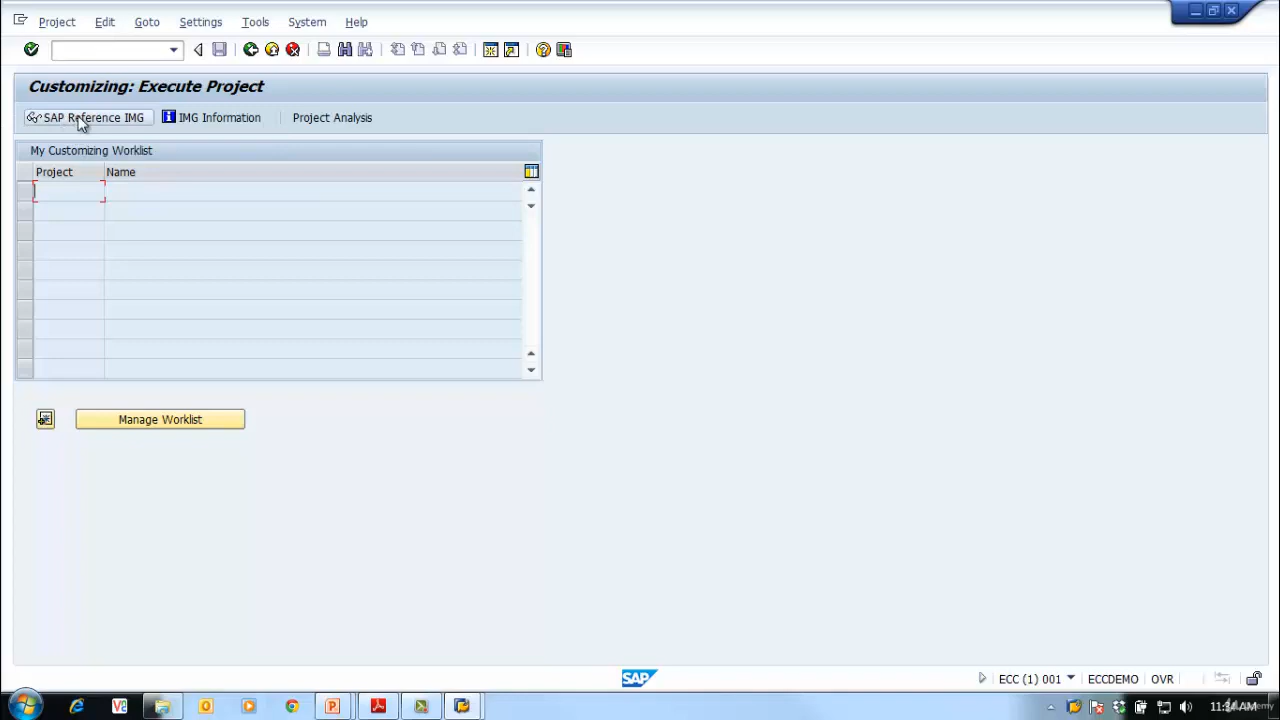 Project Edit Goto Settings Tools System Help
Customizing: Execute Project
SAP Reference IMG IMG Information Project Analysis
My Customizing Worklist
Project Name
Manage Worklist
SAP ECC (1) 001 ECCDEMO OVR